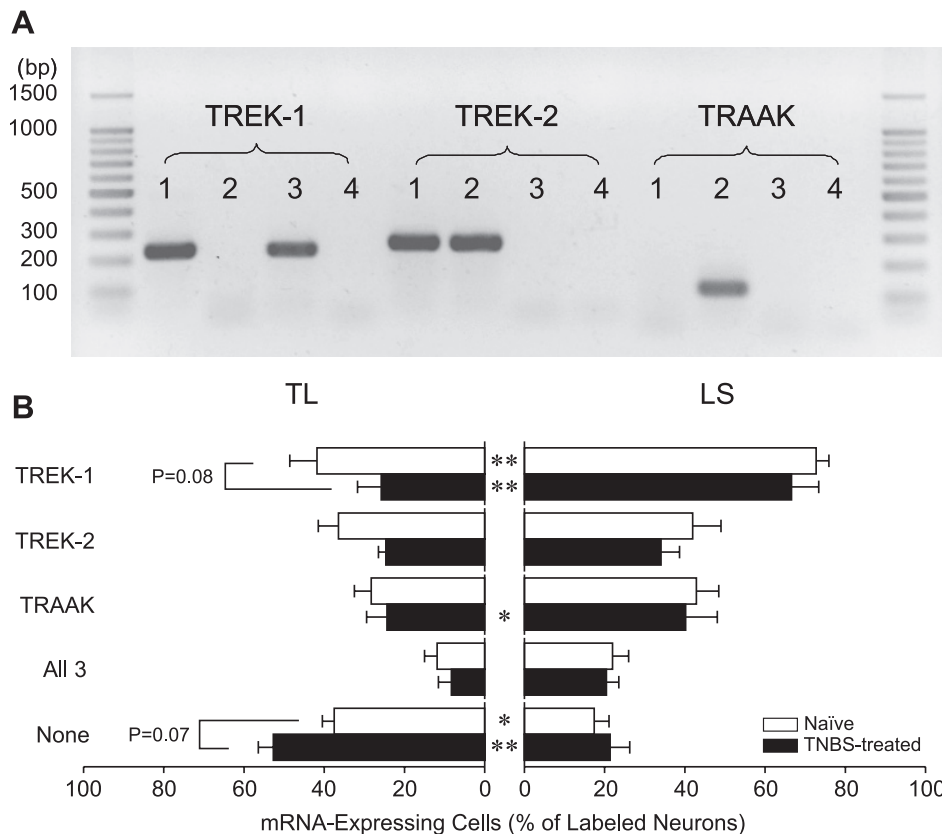 A
(bp)
1500
1000
500
300
200
100
TREK-1 TREK-2 TRAAK
1 2 3 4 1 2 3 4 1 2 3 4
B
TL LS
TREK-1 P=0.08 **
**
TREK-2
TRAAK *
All 3
None P=0.07 *
**
Naïve
TNBS-treated
100 80 60 40 20 0 0 20 40 60 80 100
mRNA-Expressing Cells (% of Labeled Neurons)